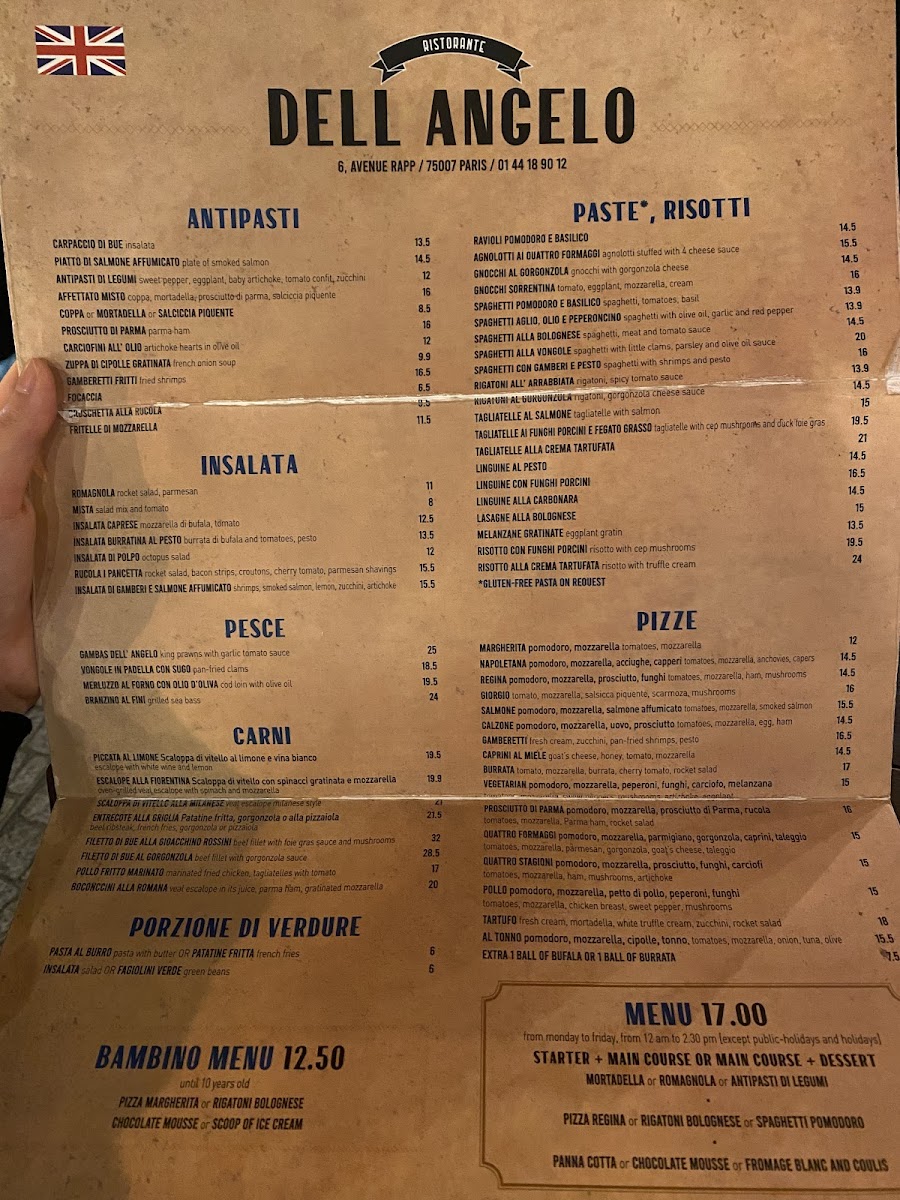 RISTORANTE
DELL ANGELO
6, AVENUE RAPP / 75007 PARIS / 01 44 18 90 12
ANTIPASTI
CARPACCIO DI BUE insalata 13.5
PIATTO DI SALMONE AFFUMICATO plate of smoked salmon 14.5
ANTIPASTI DI LEGUMI sweet pepper, eggplant, baby artichoke, tomato confit, zucchini 12
AFFETTATO MISTO coppa, mortadella, prosciutto di parma, salciccia piquente 16
COPPA or MORTADELLA or SALCICCIA PIQUENTE 8.5
PROSCIUTTO DI PARMA parma ham 16
CARCIOFINI ALL' OLIO artichoke hearts in olive oil 12
ZUPPA DI CIPOLLE GRATINATA french onion soup 9.9
GAMBERETTI FRITTI fried shrimps 16.5
FOCACCIA 6.5
BRUSCHETTA ALLA RUCOLA
FRITELLE DI MOZZARELLA 11.5
INSALATA
ROMAGNOLA rocket salad, parmesan 11
MISTA salad mix and tomato 8
INSALATA CAPRESE mozzarella di bufala, tomato 12.5
INSALATA BURRATINA AL PESTO burrata di bufala and tomatoes, pesto 13.5
INSALATA DI POLPO octopus salad 12
RUCOLA I PANCETTA rocket salad, bacon strips, croutons, cherry tomato, parmesan shavings 15.5
INSALATA DI GAMBERI E SALMONE AFFUMICATO shrimps, smoked salmon, lemon, zucchini, artichoke 15.5
PESCE
GAMBAS DELL' ANGELO king prawns with garlic tomato sauce 25
VONGOLE IN PADELLA CON SUGO pan-fried clams 18.5
MERLUZZO AL FORNO CON OLIO D'OLIVA cod loin with olive oil 19.5
BRANZINO AL FINI grilled sea bass 24
CARNI
PICCATA AL LIMONE Scaloppa di vitello al limone e vina bianco 19.5
escalope with white wine and lemon
ESCALOPE ALLA FIORENTINA Scaloppa di vitello con spinacci gratinata e mozzarella 19.9
oven-grilled veal escalope with spinach and mozzarella
SCALOPPA DI VITELLO ALLA MILANESE veal escalope milanese style 21
ENTRECOTE ALLA GRIGLIA Patatine fritta, gorgonzola o alla pizzaiola 21.5
beef ribsteak, french fries, gorgonzola or pizzaiola
FILETTO DI BUE ALLA GIOACCHINO ROSSINI beef fillet with foie gras sauce and mushrooms 32
FILETTO DI BUE AL GORGONZOLA beef fillet with gorgonzola sauce 28,5
POLLO FRITTO MARINATO marinated fried chicken, tagliatelles with tomato 17
BOCONCCINI ALLA ROMANA veal escalope in its juice, parma ham, gratinated mozzarella 20
PORZIONE DI VERDURE
PASTA AL BURRO pasta with butter OR PATATINE FRITTA french fries 6
INSALATA salad OR FAGIOLINI VERDE green beans 6
BAMBINO MENU 12.50
until 10 years old
PIZZA MARGHERITA or RIGATONI BOLOGNESE
CHOCOLATE MOUSSE or SCOOP OF ICE CREAM
PASTE*, RISOTTI
RAVIOLI POMODORO E BASILICO 14.5
AGNOLOTTI AI QUATTRO FORMAGGI agnolotti stuffed with 4 cheese sauce 15.5
GNOCCHI AL GORGONZOLA gnocchi with gorgonzola cheese 14.5
GNOCCHI SORRENTINA tomato, eggplant, mozzarella, cream 16
SPAGHETTI POMODORO E BASILICO spaghetti, tomatoes, basil 13.9
SPAGHETTI AGLIO, OLIO E PEPERONCINO spaghetti with olive oil, garlic and red pepper 13.9
SPAGHETTI ALLA BOLOGNESE spaghetti, meat and tomato sauce 14.5
SPAGHETTI ALLA VONGOLE spaghetti with little clams, parsley and olive oil sauce 20
SPAGHETTI CON GAMBERI E PESTO spaghetti with shrimps and pesto 16
RIGATONI ALL' ARRABBIATA rigatoni, spicy tomato sauce 13.9
RIGATONI AL GORGONZOLA rigatoni, gorgonzola cheese sauce 14.5
TAGLIATELLE AL SALMONE tagliatelle with salmon 15
TAGLIATELLE AI FUNGHI PORCINI E FEGATO GRASSO tagliatelle with cep mushrooms and duck foie gras 19.5
TAGLIATELLE ALLA CREMA TARTUFATA 21
LINGUINE AL PESTO 14.5
LINGUINE CON FUNGHI PORCINI 16.5
LINGUINE ALLA CARBONARA 14.5
LASAGNE ALLA BOLOGNESE 15
MELANZANE GRATINATE eggplant gratin 13.5
RISOTTO CON FUNGHI PORCINI risotto with cep mushrooms 19.5
RISOTTO ALLA CREMA TARTUFATA risotto with truffle cream 24
*GLUTEN-FREE PASTA ON REQUEST
PIZZE
MARGHERITA pomodoro, mozzarella tomatoes, mozzarella 12
NAPOLETANA pomodoro, mozzarella, acciughe, capperi tomatoes, mozzarella, anchovies, capers 14.5
REGINA pomodoro, mozzarella, prosciutto, funghi tomatoes, mozzarella, ham, mushrooms 14.5
GIORGIO tomato, mozzarella, salsicca piquente, scarmoza, mushrooms 16
SALMONE pomodoro, mozzarella, salmone affumicato tomatoes, mozzarella, smoked salmon 15.5
CALZONE pomodoro, mozzarella, uovo, prosciutto tomatoes, mozzarella, egg, ham 14.5
GAMBERETTI fresh cream, zucchini, pan-fried shrimps, pesto 16.5
CAPRINI AL MIELE goat's cheese, honey, tomato, mozzarella 14.5
BURRATA tomato, mozzarella, burrata, cherry tomato, rocket salad 17
VEGETARIAN pomodoro, mozzarella, peperoni, funghi, carciofo, melanzana 15
PROSCIUTTO DI PARMA pomodoro, mozzarella, prosciutto di Parma, rucola 16
tomatoes, mozzarella, Parma ham, rocket salad
QUATTRO FORMAGGI pomodoro, mozzarella, parmigiano, gorgonzola, caprini, taleggio 15
tomatoes, mozzarella, parmesan, gorgonzola, goat's cheese, taleggio
QUATTRO STAGIONI pomodoro, mozzarella, prosciutto, funghi, carciofi 15
tomatoes, mozzarella, ham, mushrooms, artichoke
POLLO pomodoro, mozzarella, petto di pollo, peperoni, funghi 15
tomatoes, mozzarella, chicken breast, sweet pepper, mushrooms
TARTUFO fresh cream, mortadella, white truffle cream, zucchini, rocket salad 18
AL TONNO pomodoro, mozzarella, cipolle, tonno, tomatoes, mozzarella, onion, tuna, olive 15.5
EXTRA 1 BALL OF BUFALA OR 1 BALL OF BURRATA 7.5
MENU 17.00
from monday to friday, from 12 am to 2:30 pm (except public-holidays and holidays)
STARTER + MAIN COURSE OR MAIN COURSE + DESSERT
MORTADELLA or ROMAGNOLA or ANTIPASTI DI LEGUMI
PIZZA REGINA or RIGATONI BOLOGNESE or SPAGHETTI POMODORO
PANNA COTTA or CHOCOLATE MOUSSE or FROMAGE BLANC AND COULIS